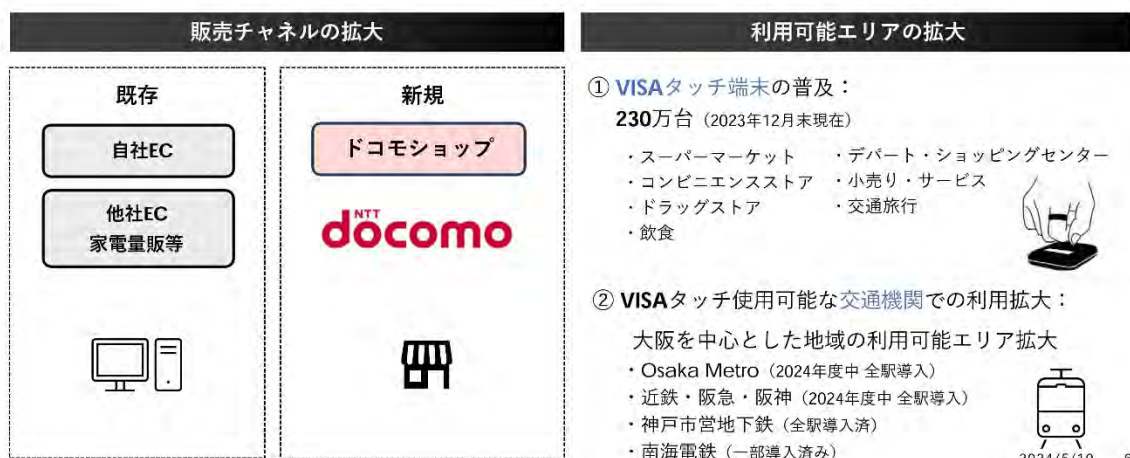 販売チャネルの拡大
既存
自社EC
他社EC
家電量販等
新規
ドコモショップ
NTT
docomo
利用可能エリアの拡大
① VISAタッチ端末の普及：
230万台（2023年12月末現在）
・スーパーマーケット ・デパート・ショッピングセンター
・コンビニエンスストア ・小売り・サービス
・ドラッグストア ・交通旅行
・飲食
② VISAタッチ使用可能な交通機関での利用拡大：
大阪を中心とした地域の利用可能エリア拡大
・Osaka Metro（2024年度中 全駅導入）
・近鉄・阪急・阪神（2024年度中 全駅導入）
・神戸市営地下鉄（全駅導入済）
・南海電鉄（一部導入済み）
2024/5/10